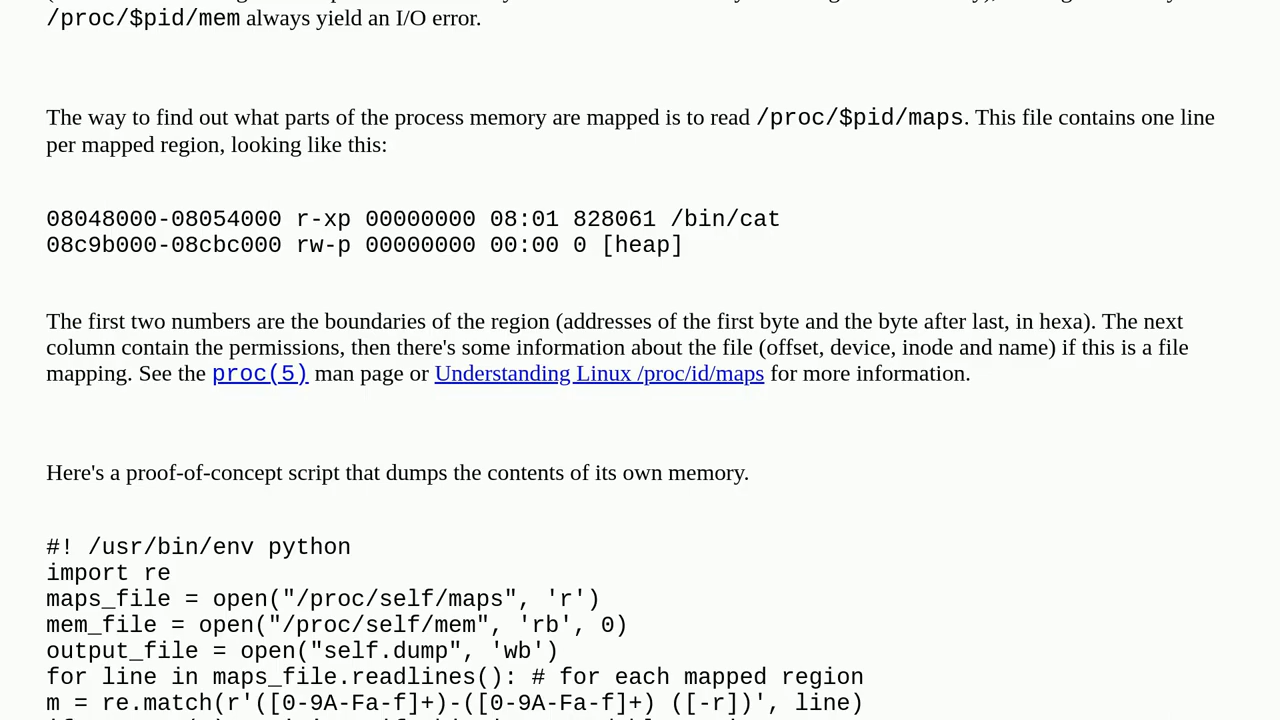 /proc/$pid/mem always yield an I/O error.
The way to find out what parts of the process memory are mapped is to read /proc/$pid/maps. This file contains one line
per mapped region, looking like this:
08048000-08054000 r-xp 00000000 08:01 828061 /bin/cat
08c9b000-08cbc000 rw-p 00000000 00:00 0 [heap]
The first two numbers are the boundaries of the region (addresses of the first byte and the byte after last, in hexa). The next
column contain the permissions, then there's some information about the file (offset, device, inode and name) if this is a file
mapping. See the proc(5) man page or Understanding Linux /proc/id/maps for more information.
Here's a proof-of-concept script that dumps the contents of its own memory.
#! /usr/bin/env python
import re
maps_file = open("/proc/self/maps", 'r')
mem_file = open("/proc/self/mem", 'rb', 0)
output_file = open("self.dump", 'wb')
for line in maps_file.readlines(): # for each mapped region
m = re.match(r'([0-9A-Fa-f]+)-([0-9A-Fa-f]+) ([-r])', line)